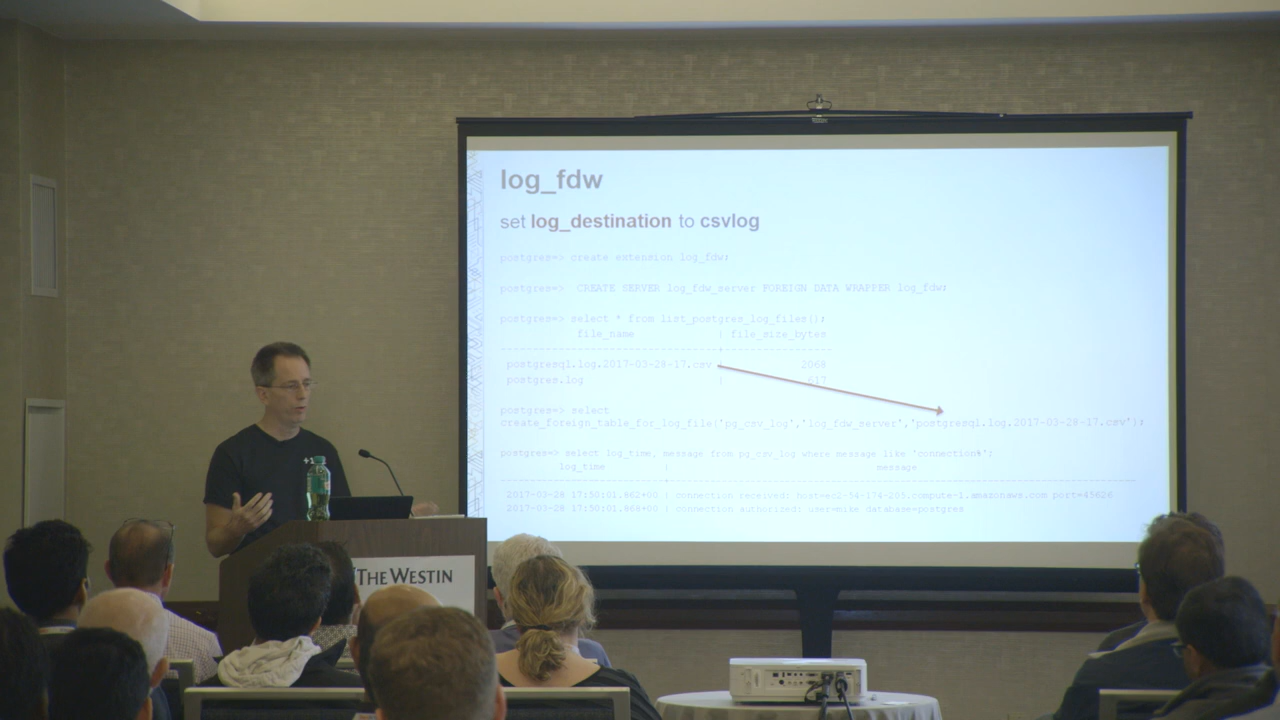 log_fdw
set log_destination to csvlog
postgres=> create extension log_fdw;
postgres=> CREATE SERVER log_fdw_server FOREIGN DATA WRAPPER log_fdw;
postgres=> select * from list_postgres_log_files();
file_name | file_size_bytes
postgresql.log.2017-03-28-17.csv | 2068
postgres.log | 617
postgres=> select
create_foreign_table_for_log_file('pg_csv_log','log_fdw_server','postgresql.log.2017-03-28-17.csv');
postgres=> select log_time, message from pg_csv_log where message like 'connection%';
log_time | message
2017-03-28 17:50:01.862+00 | connection received: host=ec2-54-174-205.compute-1.amazonaws.com port=45626
2017-03-28 17:50:01.868+00 | connection authorized: user=mike database=postgres
THE WESTIN